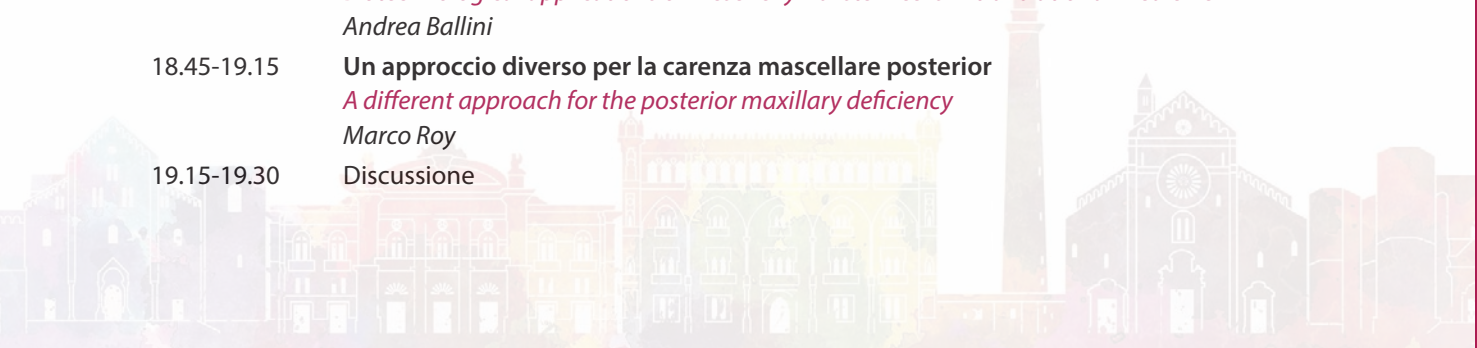 Andrea Ballini
18.45-19.15 Un approccio diverso per la carenza mascellare posterior
A different approach for the posterior maxillary deficiency
Marco Roy
19.15-19.30 Discussione